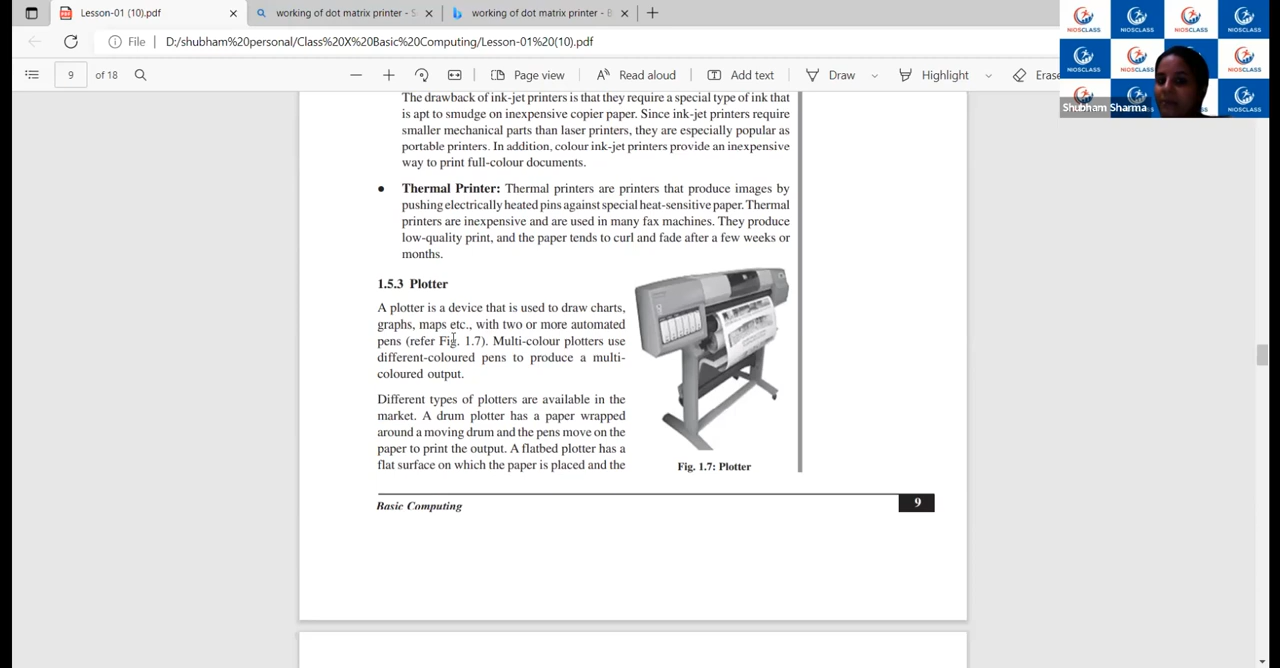 Lesson-01 (10).pdf
working of dot matrix printer - S
working of dot matrix printer - B
File
D:/shubham%20personal/Class%20X%20Basic%20Computing/Lesson-01%20(10).pdf
9 of 18
Page view
Read aloud
Add text
Draw
Highlight
Erase
NIOSCLASS NIOSCLASS NIOSCLASS NIOSCLASS
NIOSCLASS NIOSCLASS NIOSCLASS
Shubham Sharma
NIOSCLASS NIOSCLASS
The drawback of ink-jet printers is that they require a special type of ink that
is apt to smudge on inexpensive copier paper. Since ink-jet printers require
smaller mechanical parts than laser printers, they are especially popular as
portable printers. In addition, colour ink-jet printers provide an inexpensive
way to print full-colour documents.
● Thermal Printer: Thermal printers are printers that produce images by
pushing electrically heated pins against special heat-sensitive paper. Thermal
printers are inexpensive and are used in many fax machines. They produce
low-quality print, and the paper tends to curl and fade after a few weeks or
months.
1.5.3 Plotter
A plotter is a device that is used to draw charts,
graphs, maps etc., with two or more automated
pens (refer Fig. 1.7). Multi-colour plotters use
different-coloured pens to produce a multi-
coloured output.
Different types of plotters are available in the
market. A drum plotter has a paper wrapped
around a moving drum and the pens move on the
paper to print the output. A flatbed plotter has a
flat surface on which the paper is placed and the
Fig. 1.7: Plotter
Basic Computing
9